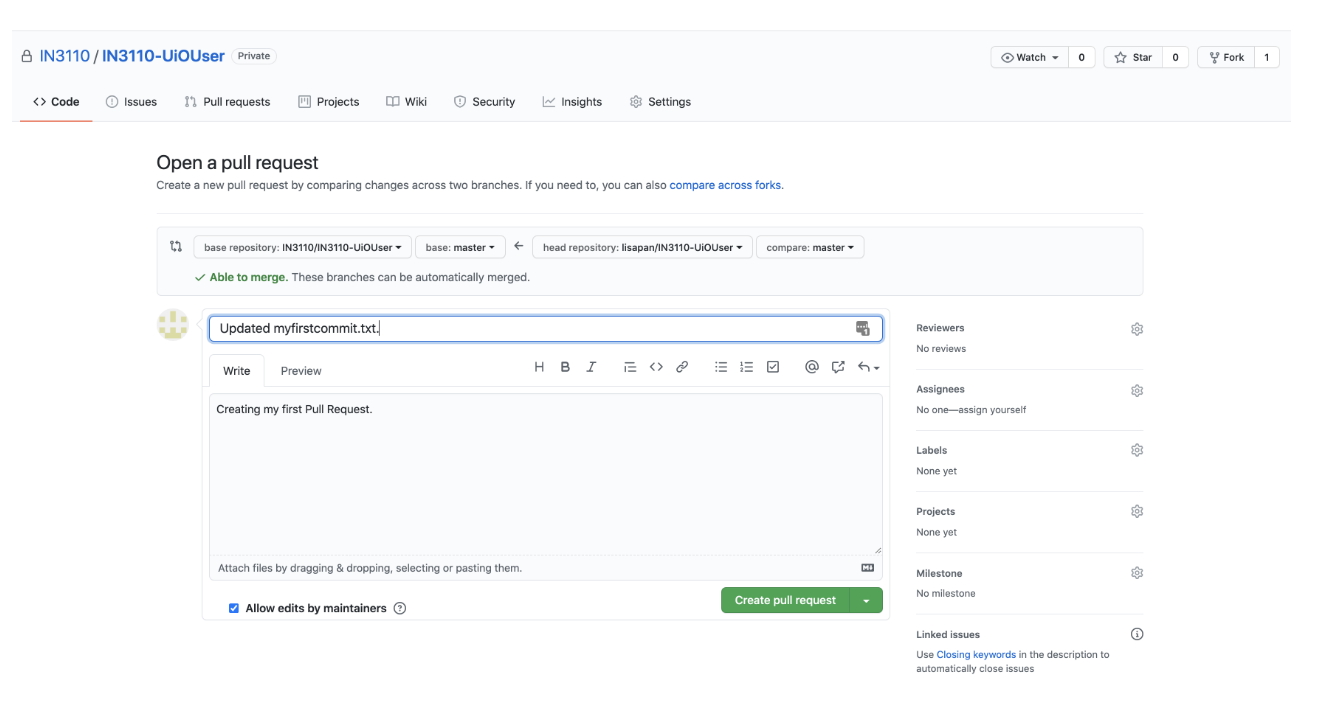 IN3110 / IN3110-UiOUser Private
Watch 0 Star 0 Fork 1
Code Issues Pull requests Projects Wiki Security Insights Settings
Open a pull request
Create a new pull request by comparing changes across two branches. If you need to, you can also compare across forks.
base repository: IN3110/IN3110-UiOUser base: master head repository: lisapan/IN3110-UiOUser compare: master
Able to merge. These branches can be automatically merged.
Updated myfirstcommit.txt.
Write Preview
Creating my first Pull Request.
Attach files by dragging & dropping, selecting or pasting them.
Allow edits by maintainers
Create pull request
Reviewers
No reviews
Assignees
No one—assign yourself
Labels
None yet
Projects
None yet
Milestone
No milestone
Linked issues
Use Closing keywords in the description to
automatically close issues